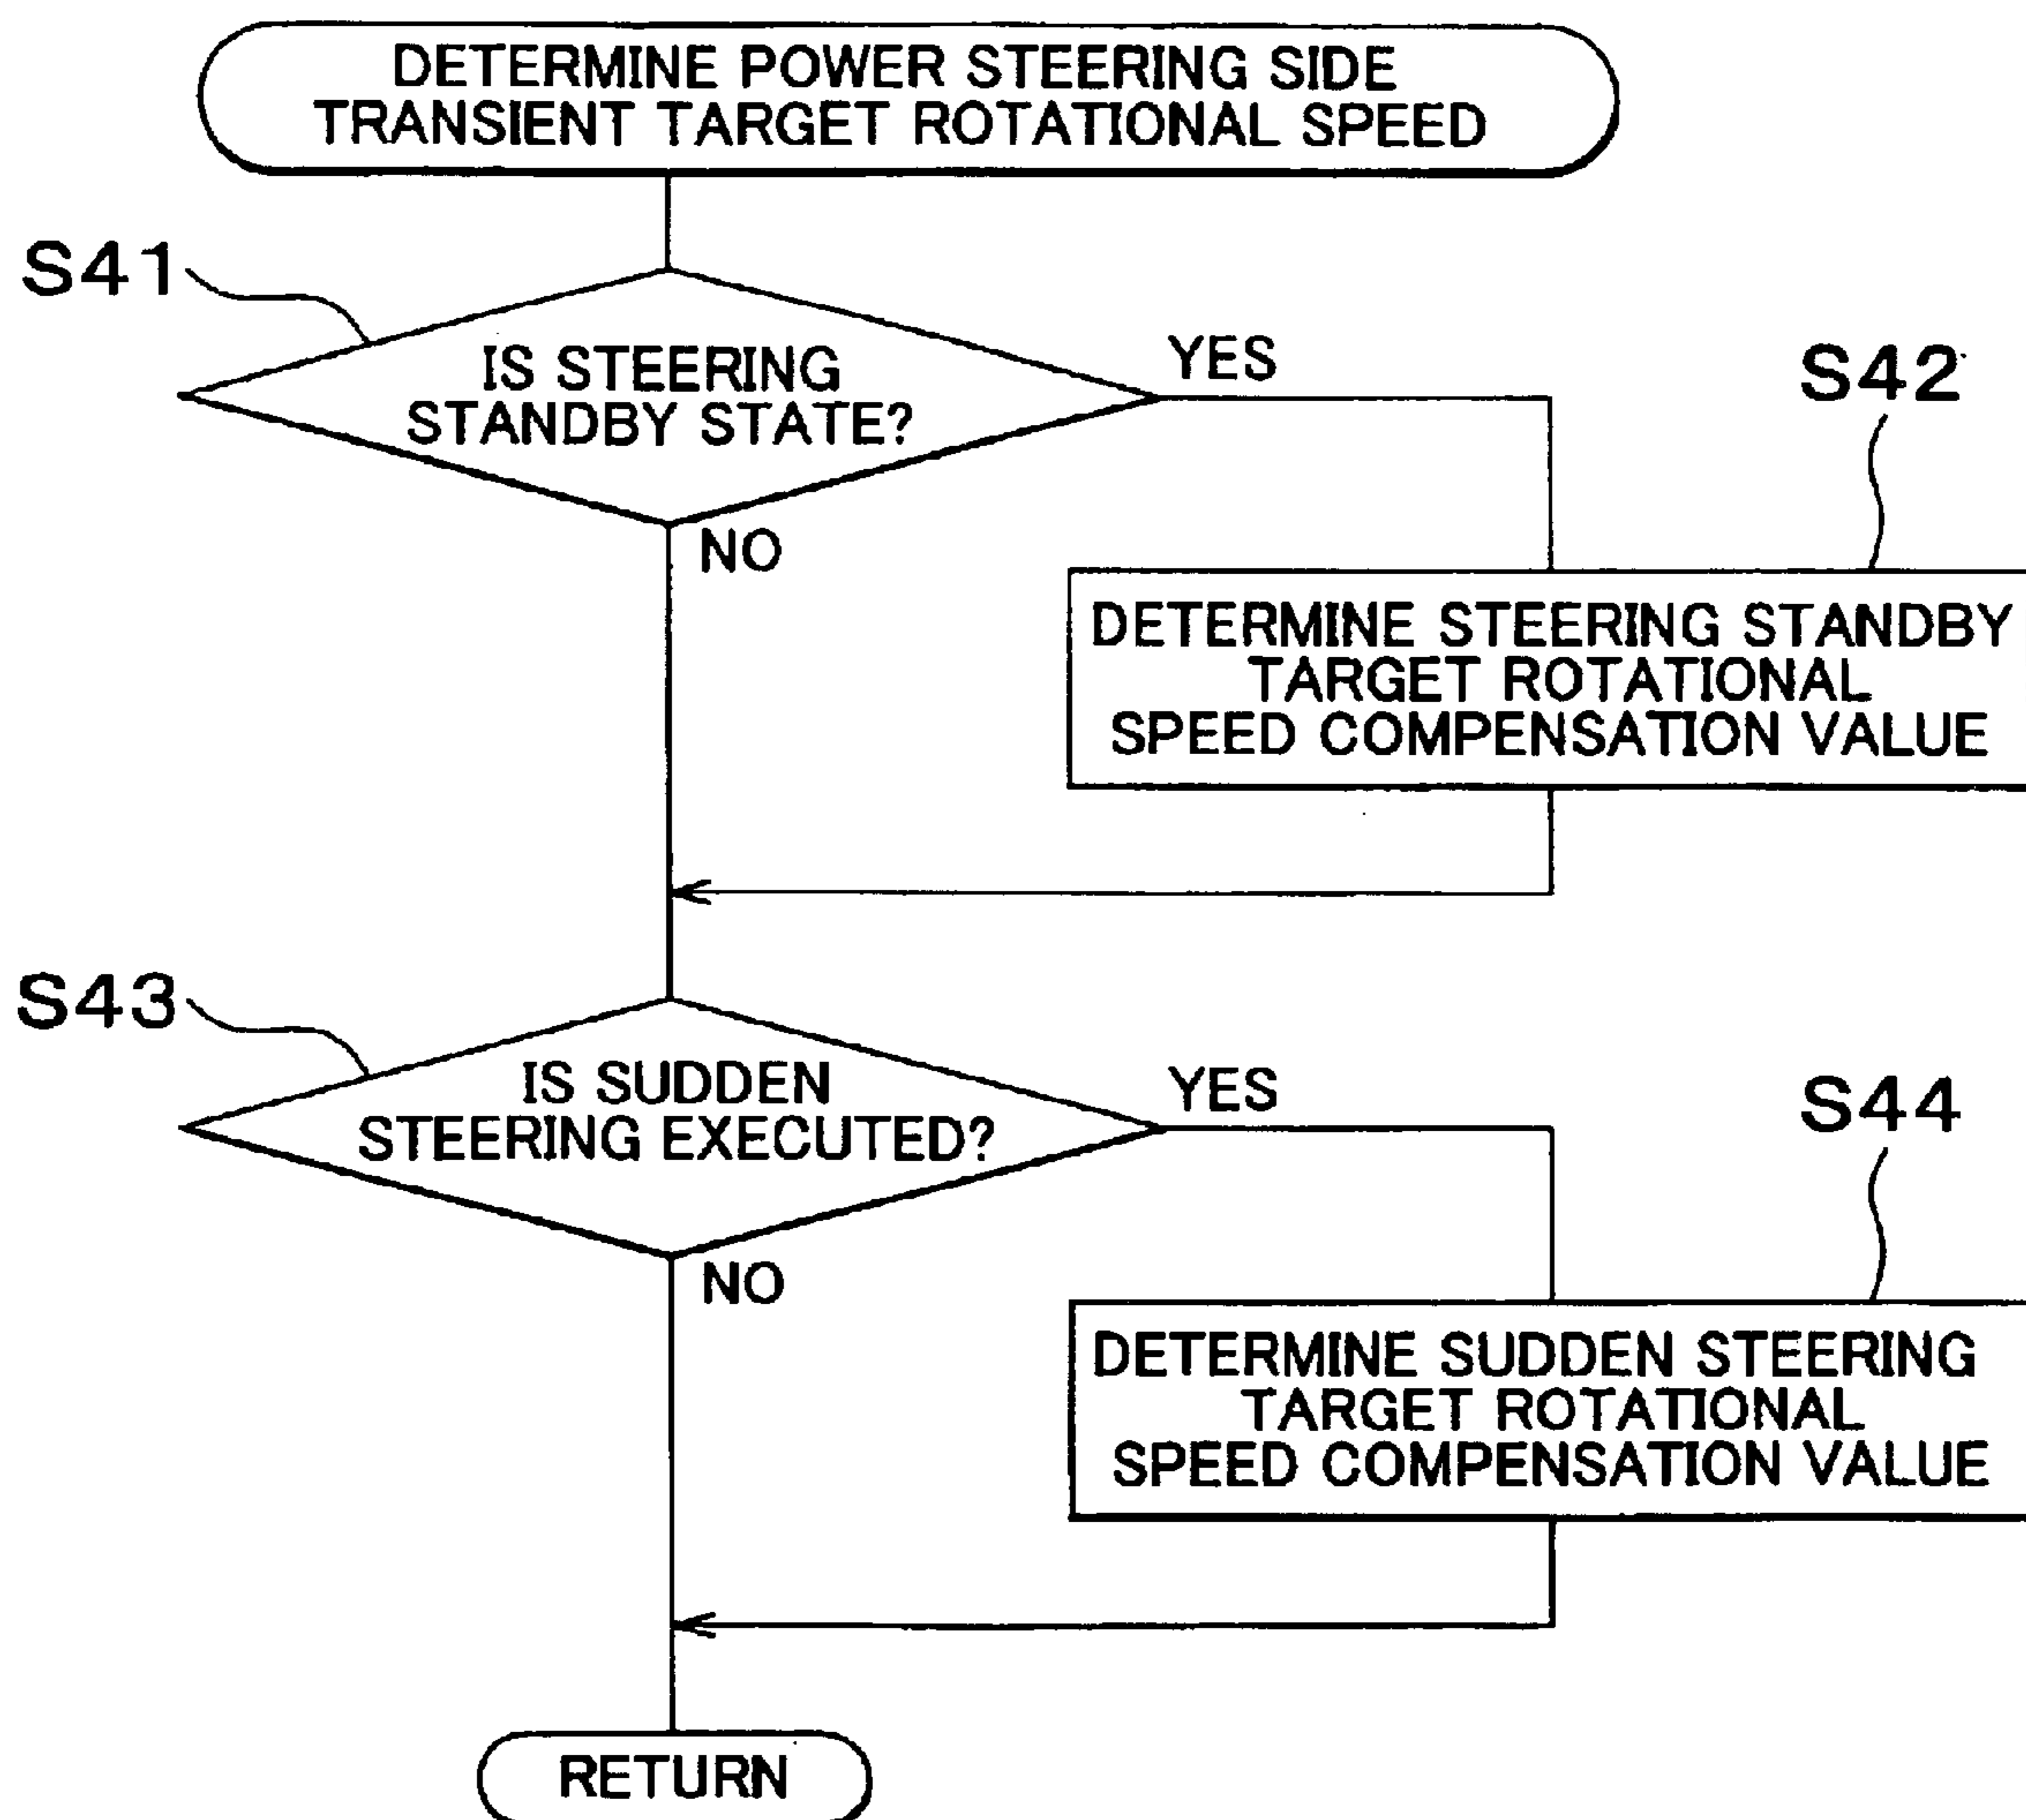 DETERMINE POWER STEERING SIDE
TRANSIENT TARGET ROTATIONAL SPEED
S41
IS STEERING
STANDBY STATE?
YES
NO
S42
DETERMINE STEERING STANDBY
TARGET ROTATIONAL
SPEED COMPENSATION VALUE
S43
IS SUDDEN
STEERING EXECUTED?
YES
NO
S44
DETERMINE SUDDEN STEERING
TARGET ROTATIONAL
SPEED COMPENSATION VALUE
RETURN